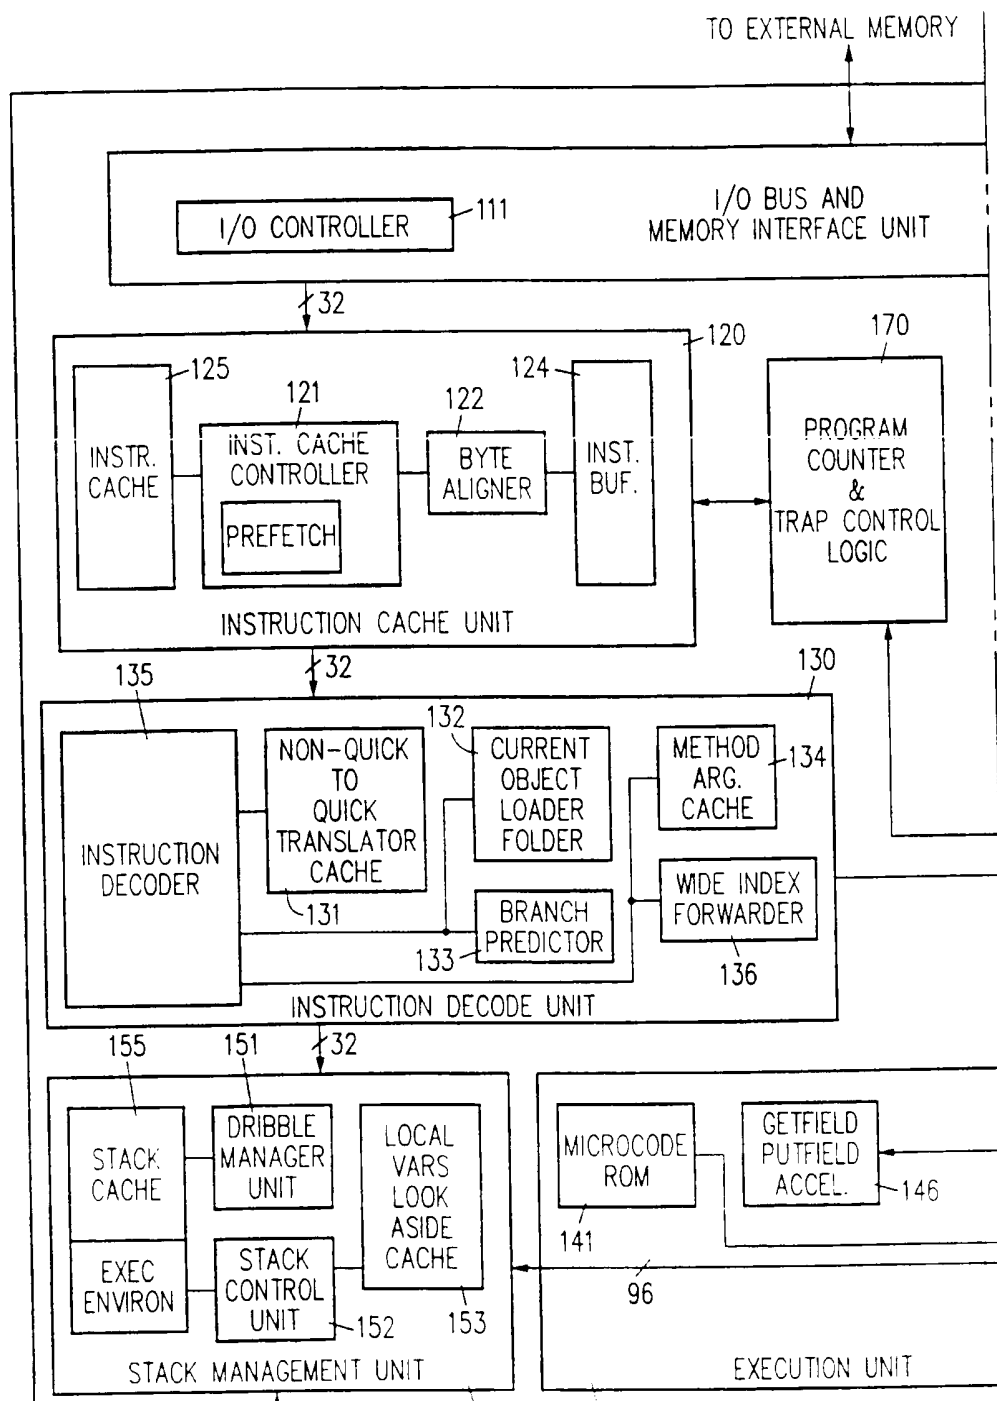 TO EXTERNAL MEMORY
I/O CONTROLLER
111
I/O BUS AND
MEMORY INTERFACE UNIT
32
120
170
125
INSTR.
CACHE
121
INST. CACHE
CONTROLLER
PREFETCH
122
BYTE
ALIGNER
124
INST.
BUF.
INSTRUCTION CACHE UNIT
PROGRAM
COUNTER
&
TRAP CONTROL
LOGIC
32
130
135
INSTRUCTION
DECODER
NON-QUICK
TO
QUICK
TRANSLATOR
CACHE
131
132
CURRENT
OBJECT
LOADER
FOLDER
BRANCH
PREDICTOR
133
METHOD
ARG.
CACHE
134
WIDE INDEX
FORWARDER
136
INSTRUCTION DECODE UNIT
32
155
STACK
CACHE
EXEC
ENVIRON
151
DRIBBLE
MANAGER
UNIT
STACK
CONTROL
UNIT
152
LOCAL
VARS
LOOK
ASIDE
CACHE
153
STACK MANAGEMENT UNIT
MICROCODE
ROM
141
GETFIELD
PUTFIELD
ACCEL.
146
96
EXECUTION UNIT